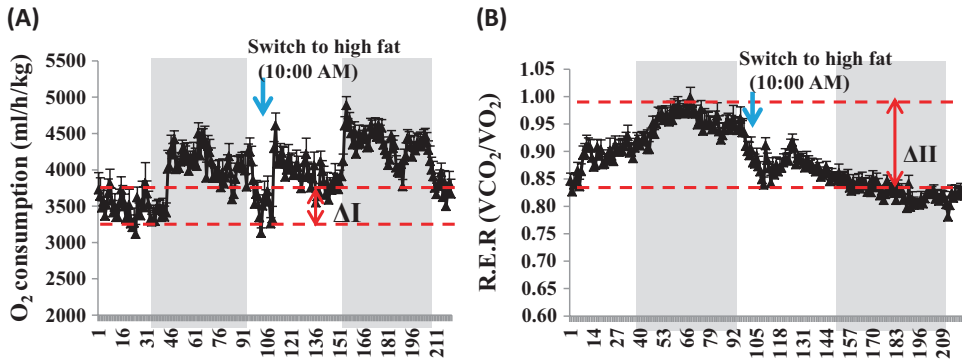 (A)
Switch to high fat
(10:00 AM)
O2 consumption (ml/h/kg)
5500
5000
4500
4000
3500
3000
2500
2000
ΔI
1 16 31 46 61 76 91 106 121 136 151 166 181 196 211
(B)
Switch to high fat
(10:00 AM)
R.E.R (VCO2/VO2)
1.05
1.00
0.95
0.90
0.85
0.80
0.75
0.70
0.65
0.60
ΔII
1 14 27 40 53 66 79 92 105 118 131 144 157 170 183 196 209